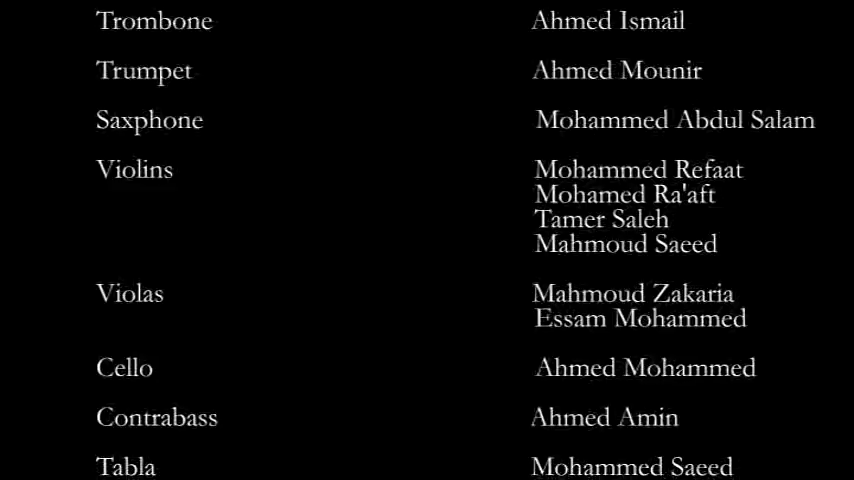 Trombone Ahmed Ismail
Trumpet Ahmed Mounir
Saxphone Mohammed Abdul Salam
Violins Mohammed Refaat
Mohamed Ra'aft
Tamer Saleh
Mahmoud Saeed
Violas Mahmoud Zakaria
Essam Mohammed
Cello Ahmed Mohammed
Contrabass Ahmed Amin
Tabla Mohammed Saeed